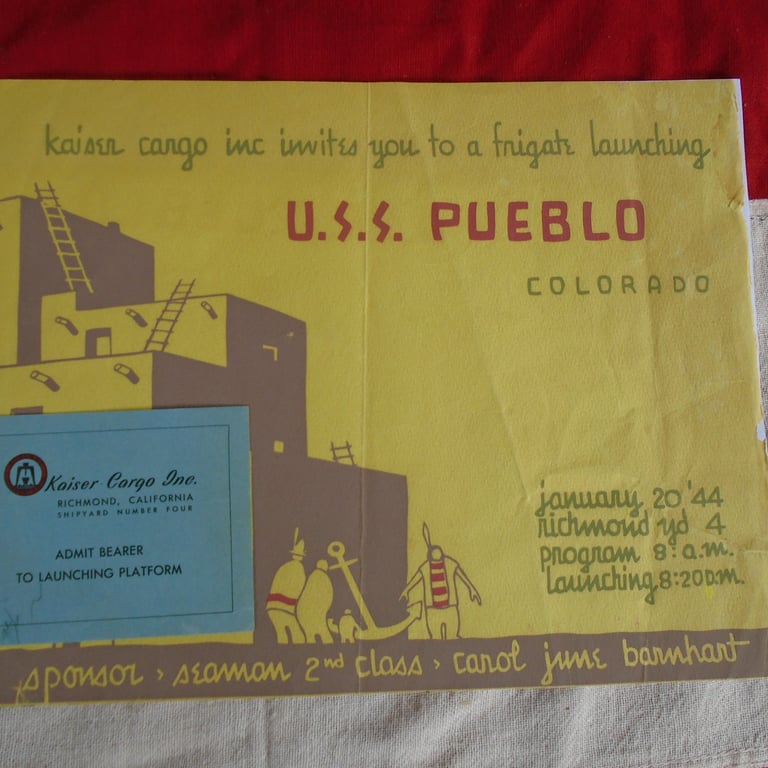 kaiser cargo inc invites you to a frigate launching
U.S.S. PUEBLO
COLORADO
Kaiser Cargo Inc.
RICHMOND, CALIFORNIA
SHIPYARD NUMBER FOUR
ADMIT BEARER
TO LAUNCHING PLATFORM
january 20 '44
richmond yd 4
program 8: a.m.
launching 8:20 p.m.
sponsor > seaman 2nd class > carol june barnhart